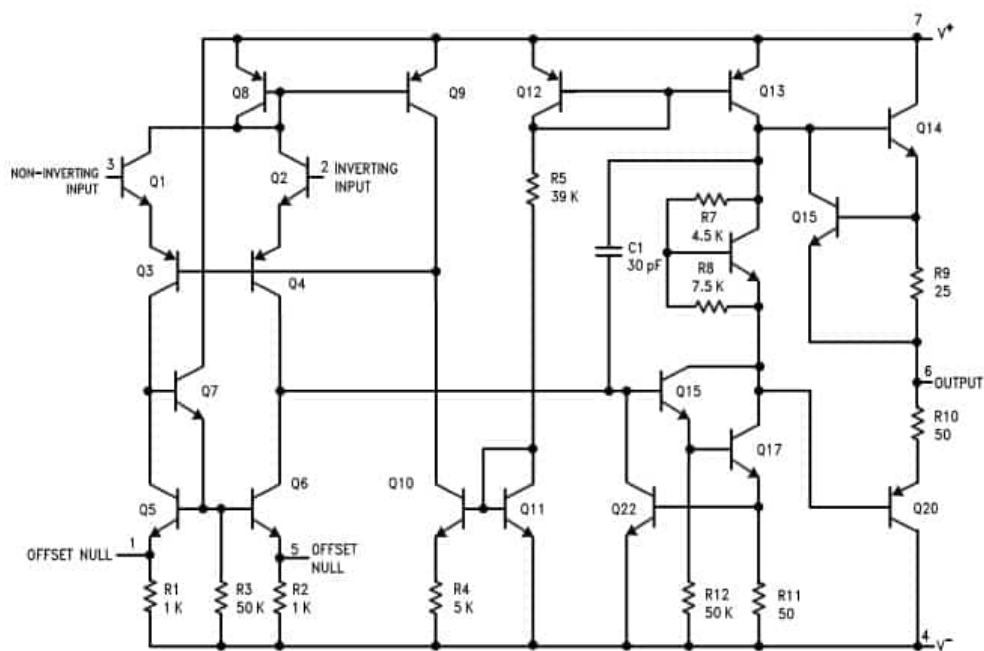 7
V+
Q8
Q9
Q12
Q13
Q14
3
NON-INVERTING
INPUT
Q1
Q2
2 INVERTING
INPUT
R5
39 K
R7
4.5 K
Q15
C1
30 pF
R8
7.5 K
R9
25
Q3
Q4
6
OUTPUT
Q7
Q15
R10
50
Q17
Q5
Q6
Q10
Q11
Q22
Q20
1
OFFSET NULL
5
OFFSET
NULL
R1
1 K
R3
50 K
R2
1 K
R4
5 K
R12
50 K
R11
50
4
V-